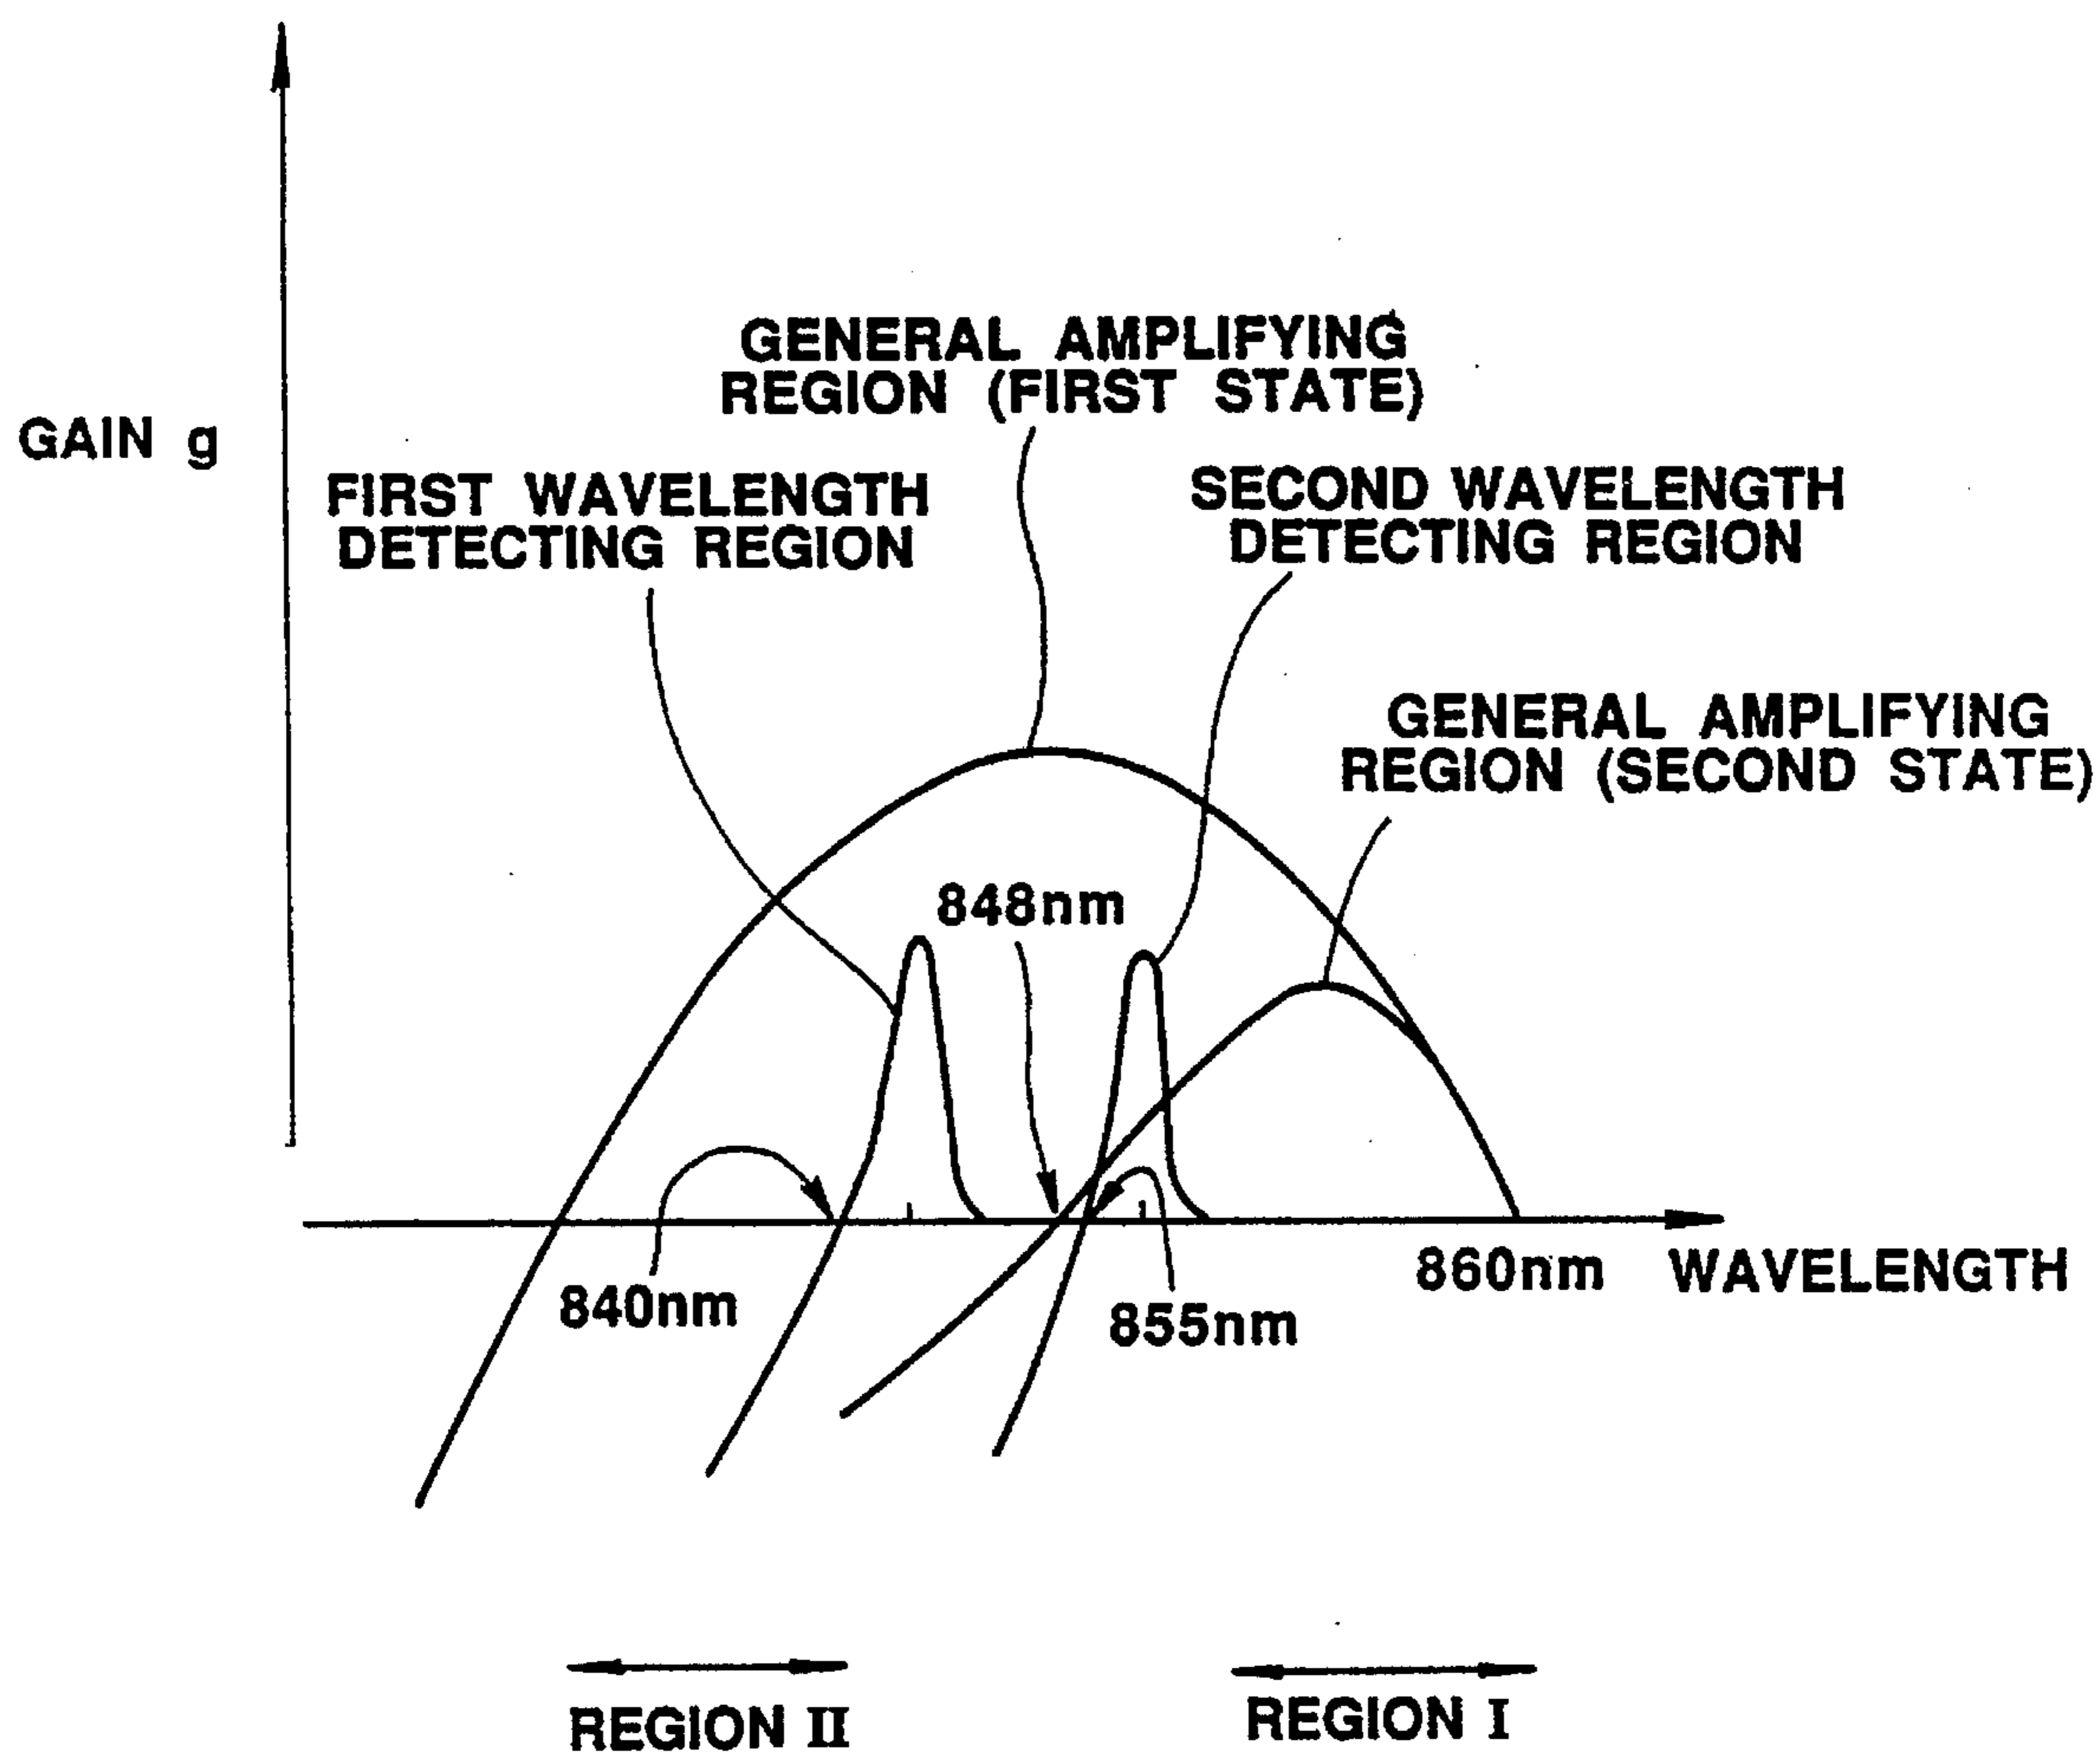 GENERAL AMPLIFYING
REGION (FIRST STATE)
GAIN g
FIRST WAVELENGTH
DETECTING REGION
SECOND WAVELENGTH
DETECTING REGION
GENERAL AMPLIFYING
REGION (SECOND STATE)
848nm
860nm
WAVELENGTH
840nm
855nm
REGION II
REGION I